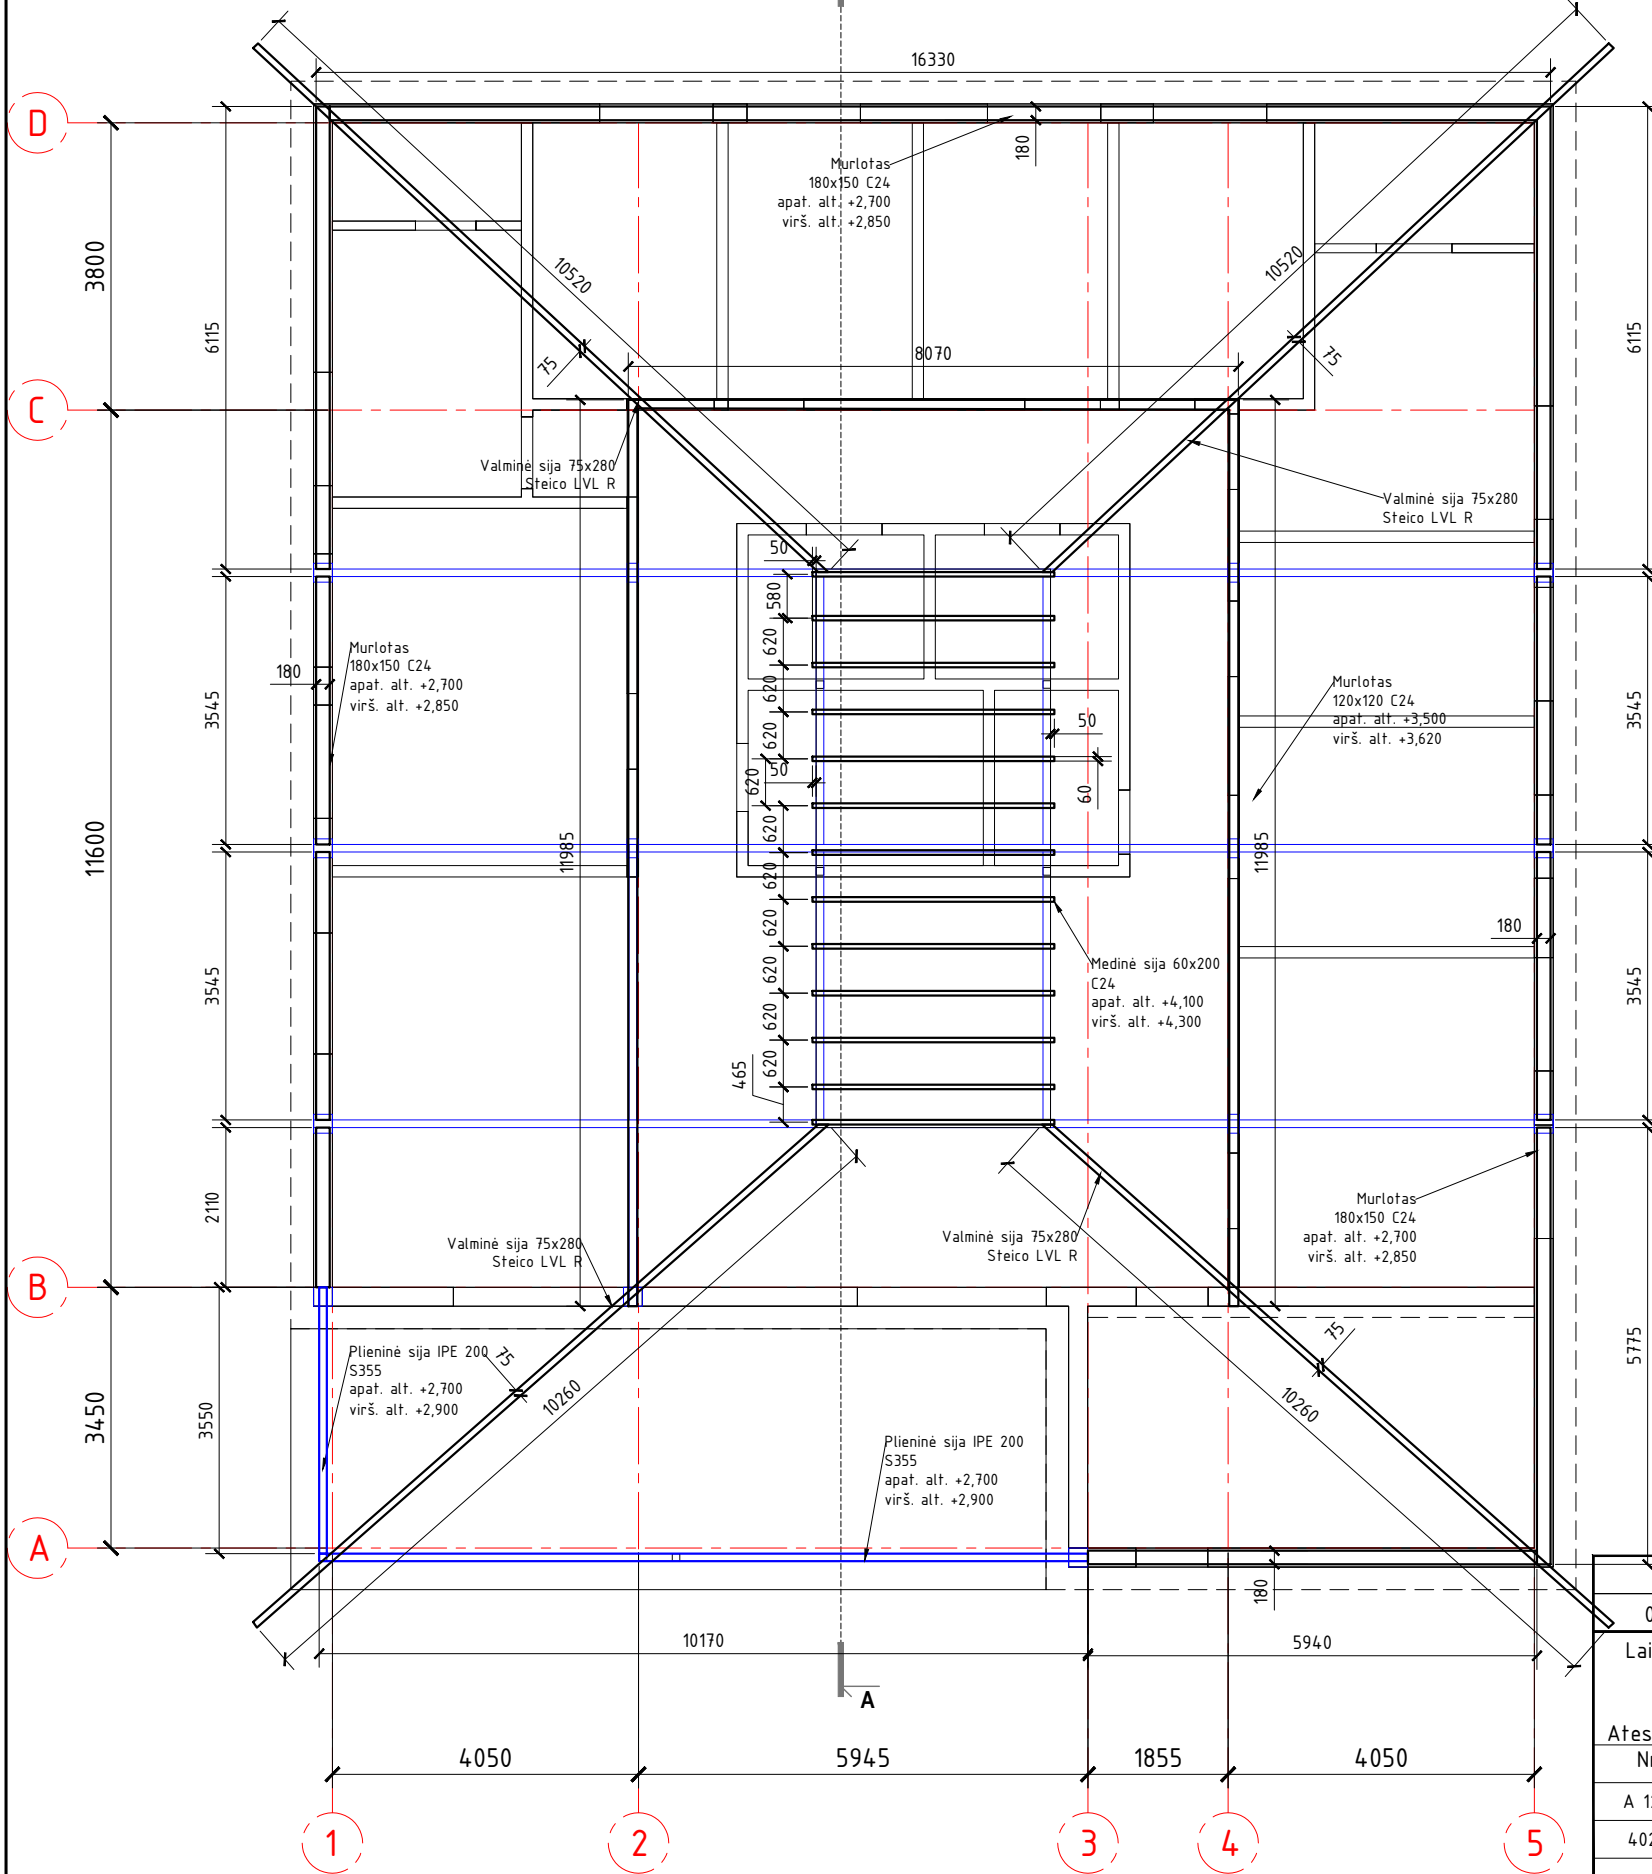 16330
D
180
Murlotas
180x150 C24
apat. alt. +2,700
virš. alt. +2,850
3800
6115
6115
10520
10520
75
8070
75
C
Valminė sija 75x280
Steico LVL R
Valminė sija 75x280
Steico LVL R
50
580
620
Murlotas
180x150 C24
apat. alt. +2,700
virš. alt. +2,850
180
620
Murlotas
120x120 C24
apat. alt. +3,500
virš. alt. +3,620
3545
3545
620
50
620
50
60
11600
620
11985
11985
620
620
180
Medinė sija 60x200
C24
apat. alt. +4,100
virš. alt. +4,300
3545
3545
620
620
620
465
2110
Murlotas
180x150 C24
apat. alt. +2,700
virš. alt. +2,850
Valminė sija 75x280
Steico LVL R
Valminė sija 75x280
Steico LVL R
B
75
75
5775
Plieninė sija IPE 200
S355
apat. alt. +2,700
virš. alt. +2,900
10260
10260
3450
3550
Plieninė sija IPE 200
S355
apat. alt. +2,700
virš. alt. +2,900
A
180
0
10170
5940
Lai
A
Ates
4050
5945
1855
4050
N
A 1
1
2
3
4
5
402